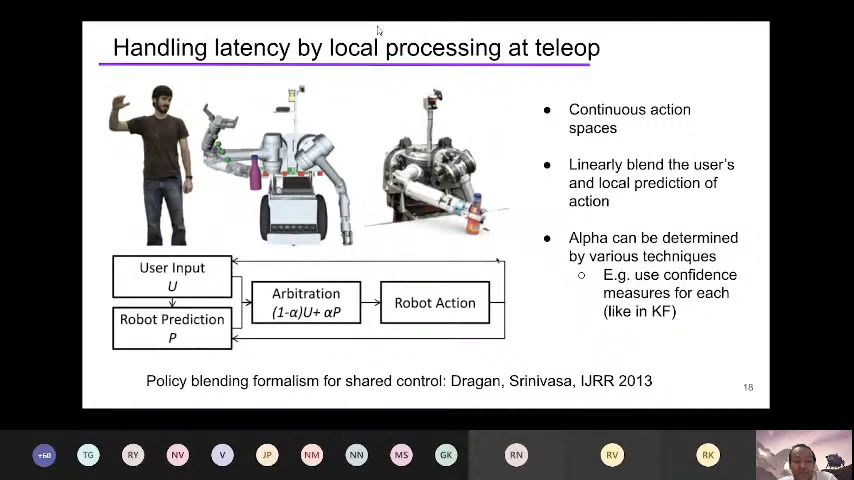 Handling latency by local processing at teleop
● Continuous action
spaces
● Linearly blend the user's
and local prediction of
action
● Alpha can be determined
by various techniques
○ E.g. use confidence
measures for each
(like in KF)
User Input
U
Robot Prediction
P
Arbitration
(1-α)U+ αP
Robot Action
Policy blending formalism for shared control: Dragan, Srinivasa, IJRR 2013
18
+60 TG RY NV V JP NM NN MS GK RN RV RK